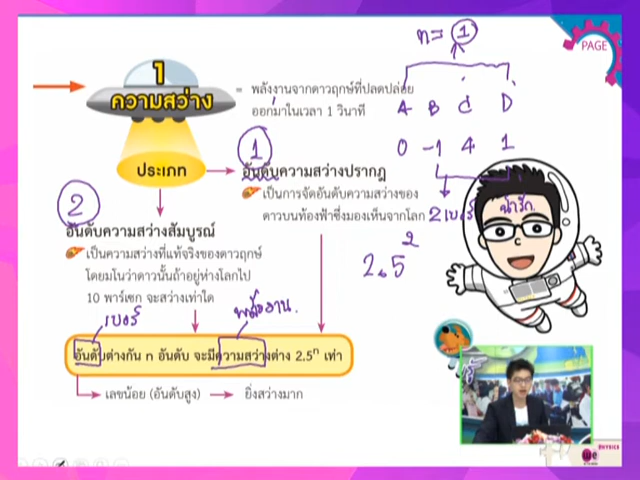 n = 1
PAGE
1
ความสว่าง
= พลังงานจากดาวฤกษ์ที่ปลดปล่อย
ออกมาในเวลา 1 วินาที
A B C D
0 -1 4 1
1
ประเภท
อันดับความสว่างปรากฎ
เป็นการจัดอันดับความสว่างของ
ดาวบนท้องฟ้าซึ่งมองเห็นจากโลก
2 เบอร์
น่ารัก
2
อันดับความสว่างสัมบูรณ์
เป็นความสว่างที่แท้จริงของดาวฤกษ์
โดยมโนว่าดาวนั้นถ้าอยู่ห่างโลกไป
10 พาร์เซก จะสว่างเท่าใด
2.5²
เบอร์
พลังงาน
อันดับต่างกัน n อันดับ จะมีความสว่างต่าง 2.5ⁿ เท่า
เลขน้อย (อันดับสูง) ยิ่งสว่างมาก
PHYSICS
we